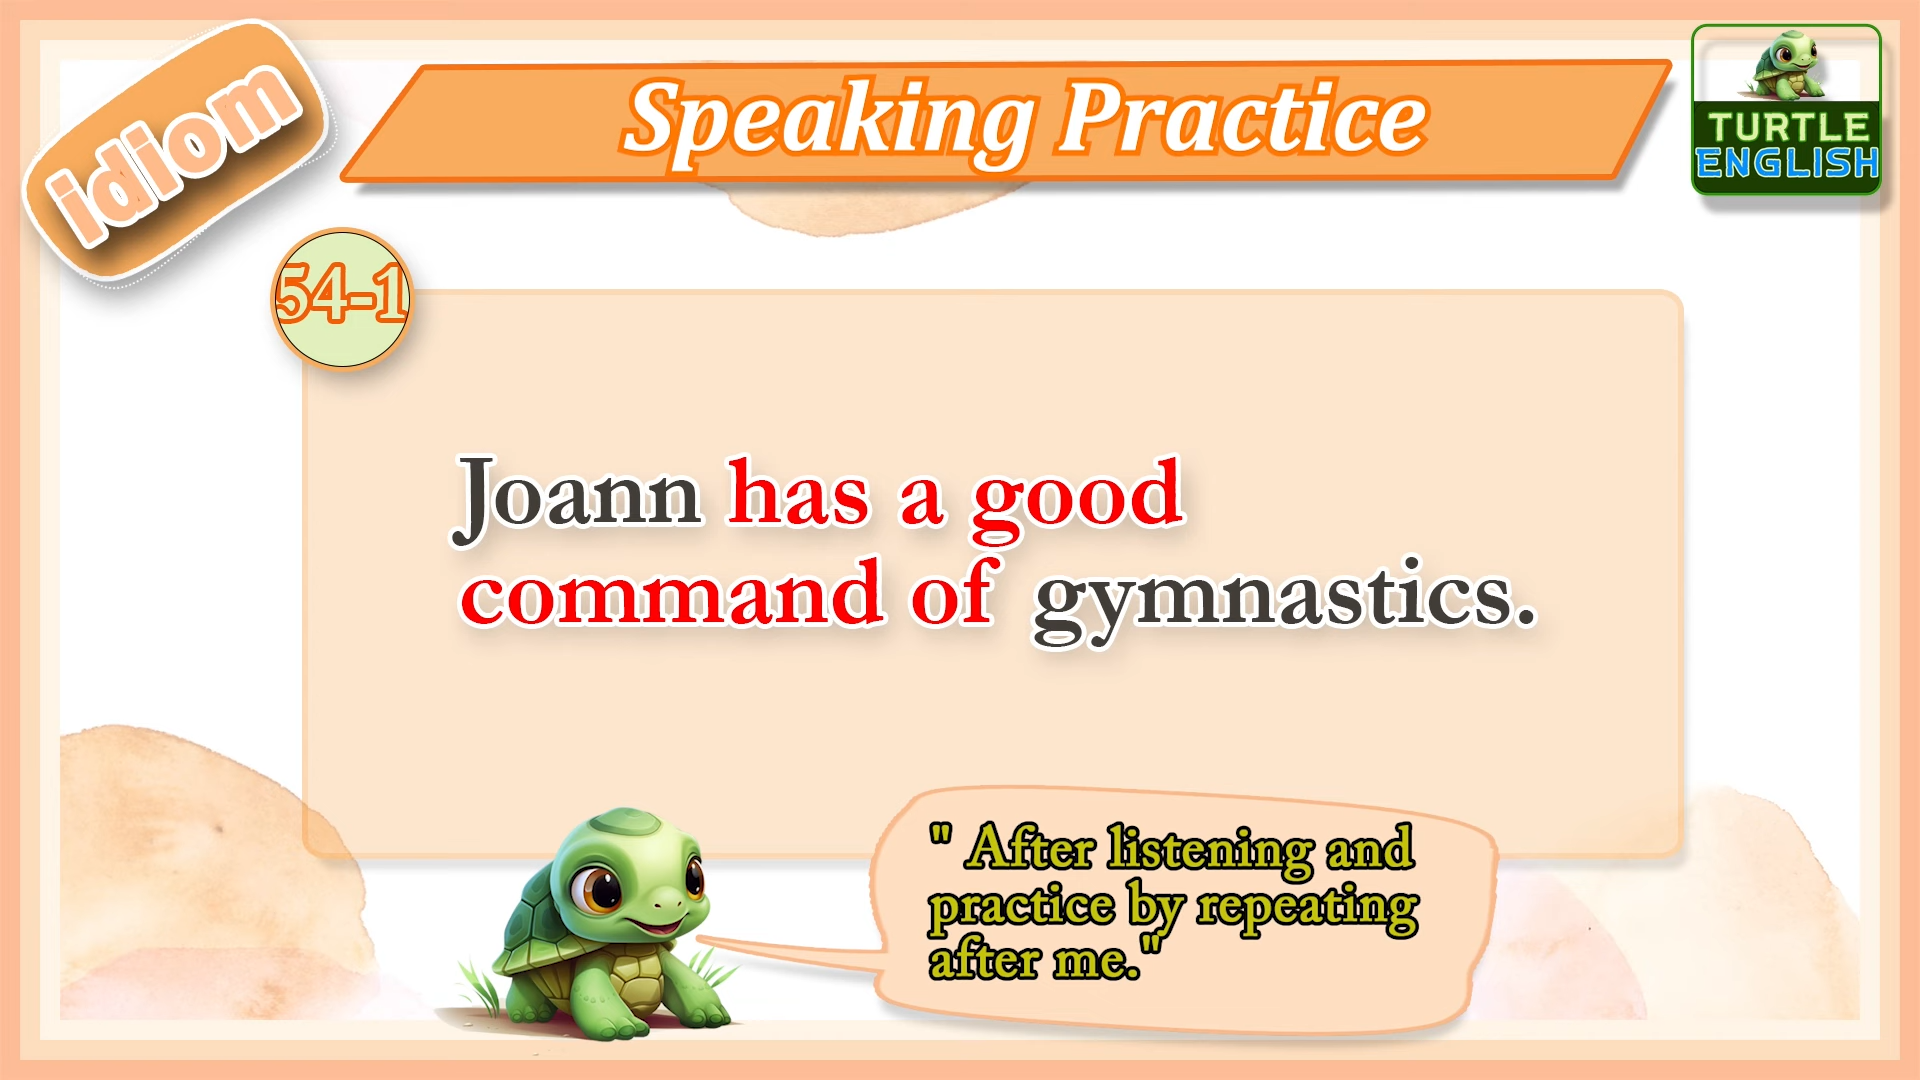 idiom
Speaking Practice
TURTLE
ENGLISH
54-1
Joann has a good
command of gymnastics.
" After listening and
practice by repeating
after me."